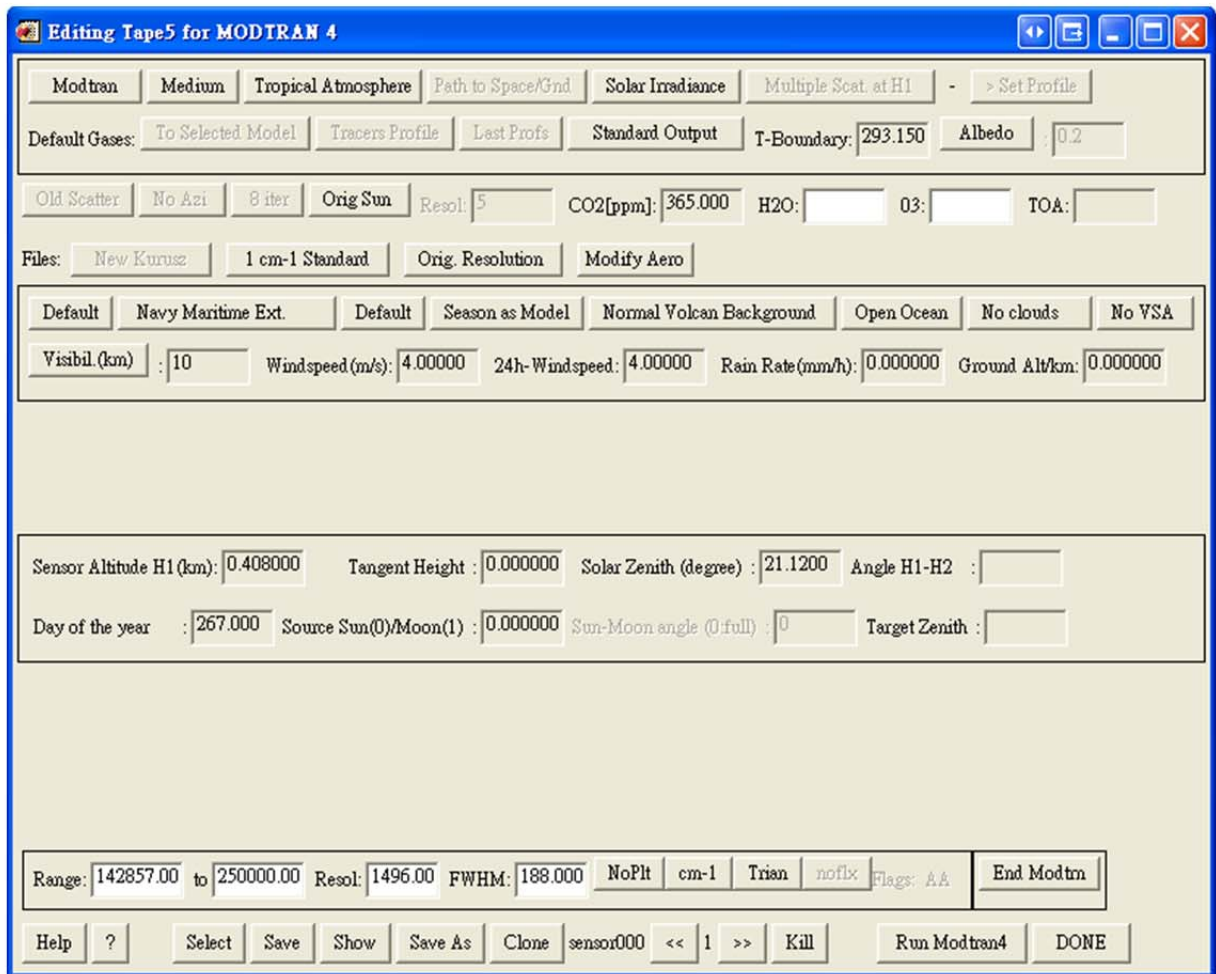 Editing Tape5 for MODTRAN 4
Modtran Medium Tropical Atmosphere Path to Space/Gnd Solar Irradiance Multiple Scat. at H1 - > Set Profile
Default Gases: To Selected Model Tracers Profile Last Profs Standard Output T-Boundary: 293.150 Albedo : 0.2
Old Scatter No Azi 8 iter Orig Sun Resol: 5 CO2[ppm]: 365.000 H2O: 03: TOA:
Files: New Kurusz 1 cm-1 Standard Orig. Resolution Modify Aero
Default Navy Maritime Ext. Default Season as Model Normal Volcan Background Open Ocean No clouds No VSA
Visibil.(km) : 10 Windspeed(m/s): 4.00000 24h-Windspeed: 4.00000 Rain Rate(mm/h): 0.000000 Ground Alt/km: 0.000000
Sensor Altitude H1(km): 0.408000 Tangent Height : 0.000000 Solar Zenith (degree) : 21.1200 Angle H1-H2 :
Day of the year : 267.000 Source Sun(0)/Moon(1) : 0.000000 Sun-Moon angle (0:full) : 0 Target Zenith :
Range: 142857.00 to 250000.00 Resol: 1496.00 FWHM: 188.000 NoPlt cm-1 Trian noflx Flags: AA End Modtrn
Help ? Select Save Show Save As Clone sensor000 << 1 >> Kill Run Modtran4 DONE